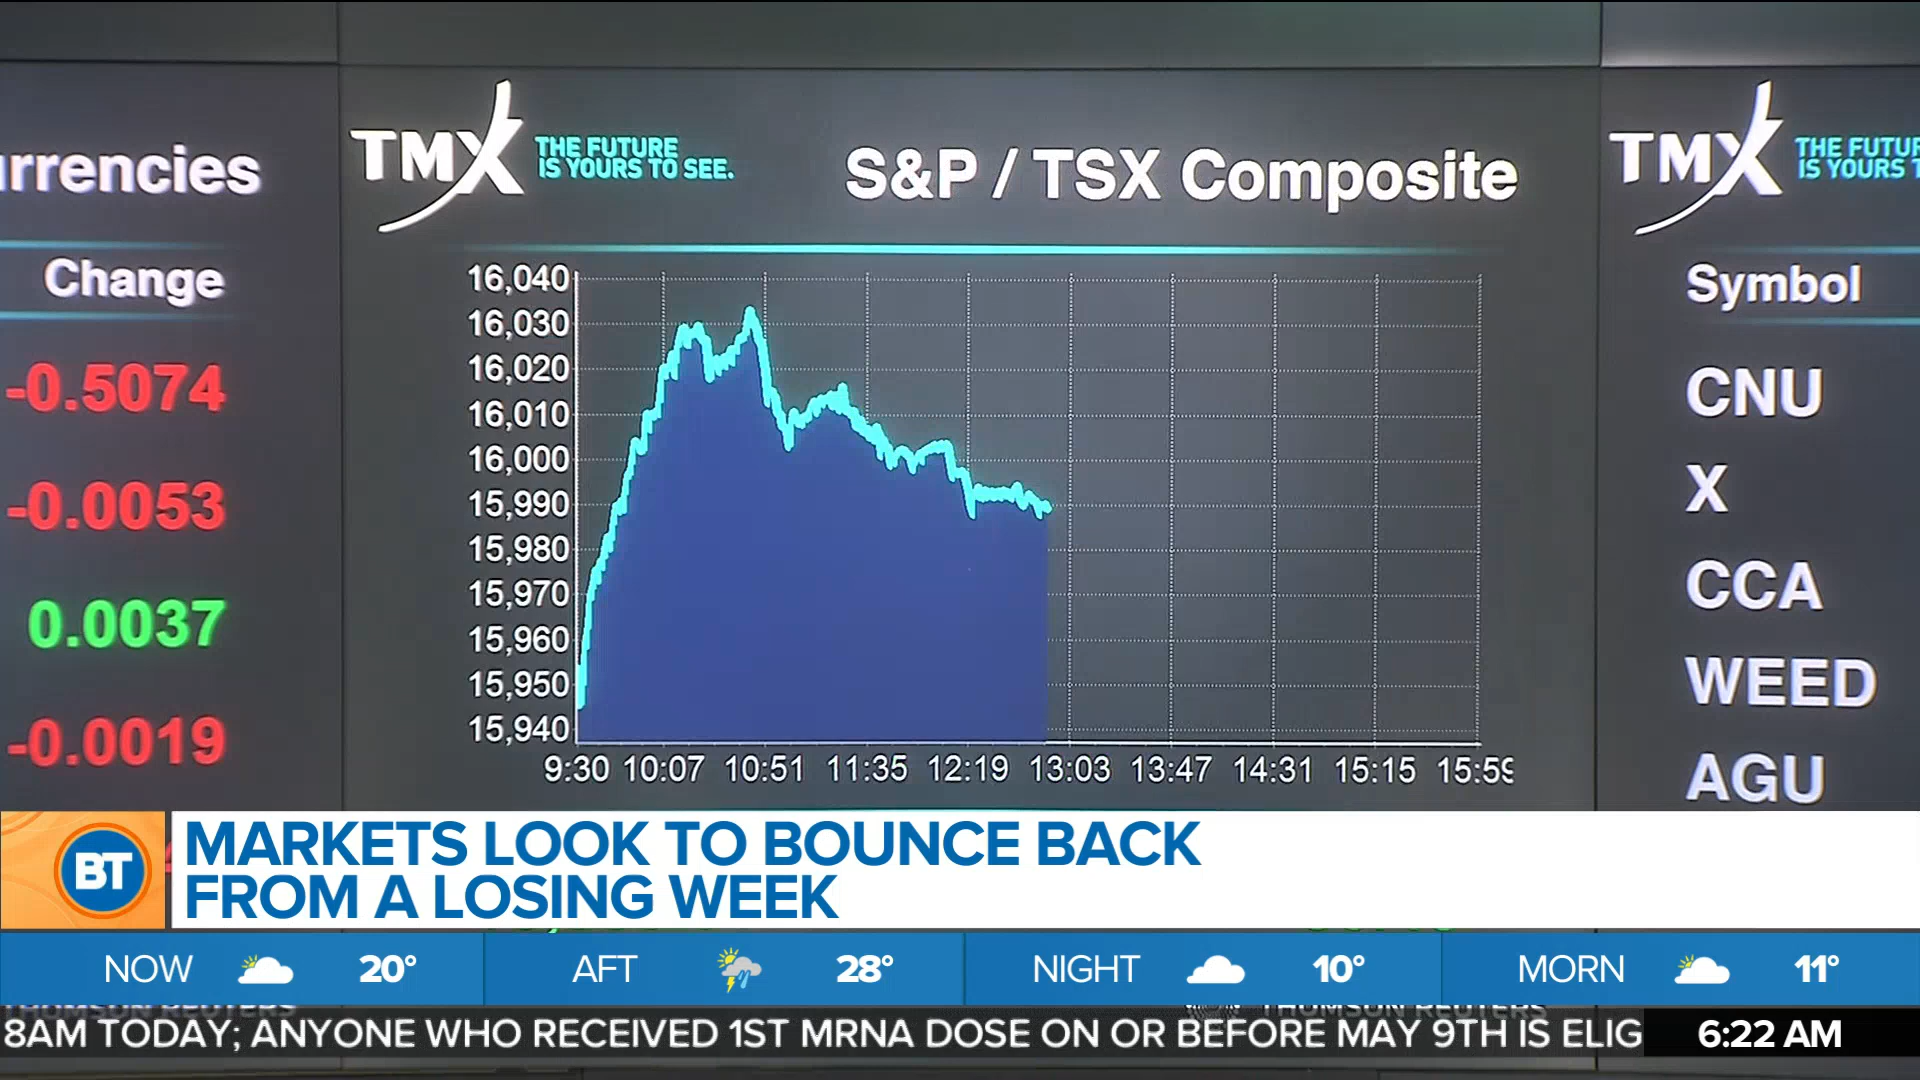 urrencies
Change
-0.5074
-0.0053
0.0037
-0.0019
TMX
THE FUTURE
IS YOURS TO SEE.
S&P / TSX Composite
16,040
16,030
16,020
16,010
16,000
15,990
15,980
15,970
15,960
15,950
15,940
9:30 10:07 10:51 11:35 12:19 13:03 13:47 14:31 15:15 15:59
TMX
THE FUTUR
IS YOURS T
Symbol
CNU
X
CCA
WEED
AGU
BT
MARKETS LOOK TO BOUNCE BACK
FROM A LOSING WEEK
NOW 20° AFT 28° NIGHT 10° MORN 11°
THOMSON REUTERS
THOMSON REUTERS
8AM TODAY; ANYONE WHO RECEIVED 1ST MRNA DOSE ON OR BEFORE MAY 9TH IS ELIG
6:22 AM